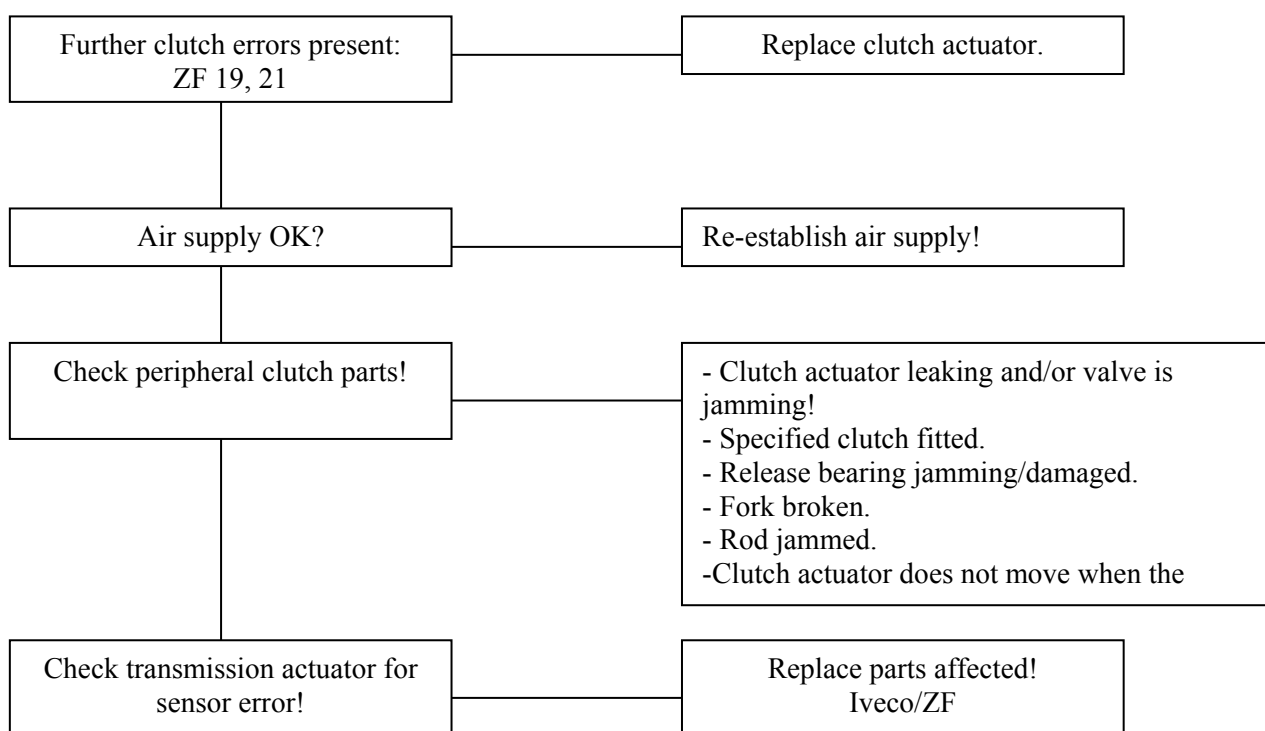 Further clutch errors present:
ZF 19, 21
Replace clutch actuator.
Air supply OK?
Re-establish air supply!
Check peripheral clutch parts!
- Clutch actuator leaking and/or valve is
jamming!
- Specified clutch fitted.
- Release bearing jamming/damaged.
- Fork broken.
- Rod jammed.
-Clutch actuator does not move when the
Check transmission actuator for
sensor error!
Replace parts affected!
Iveco/ZF